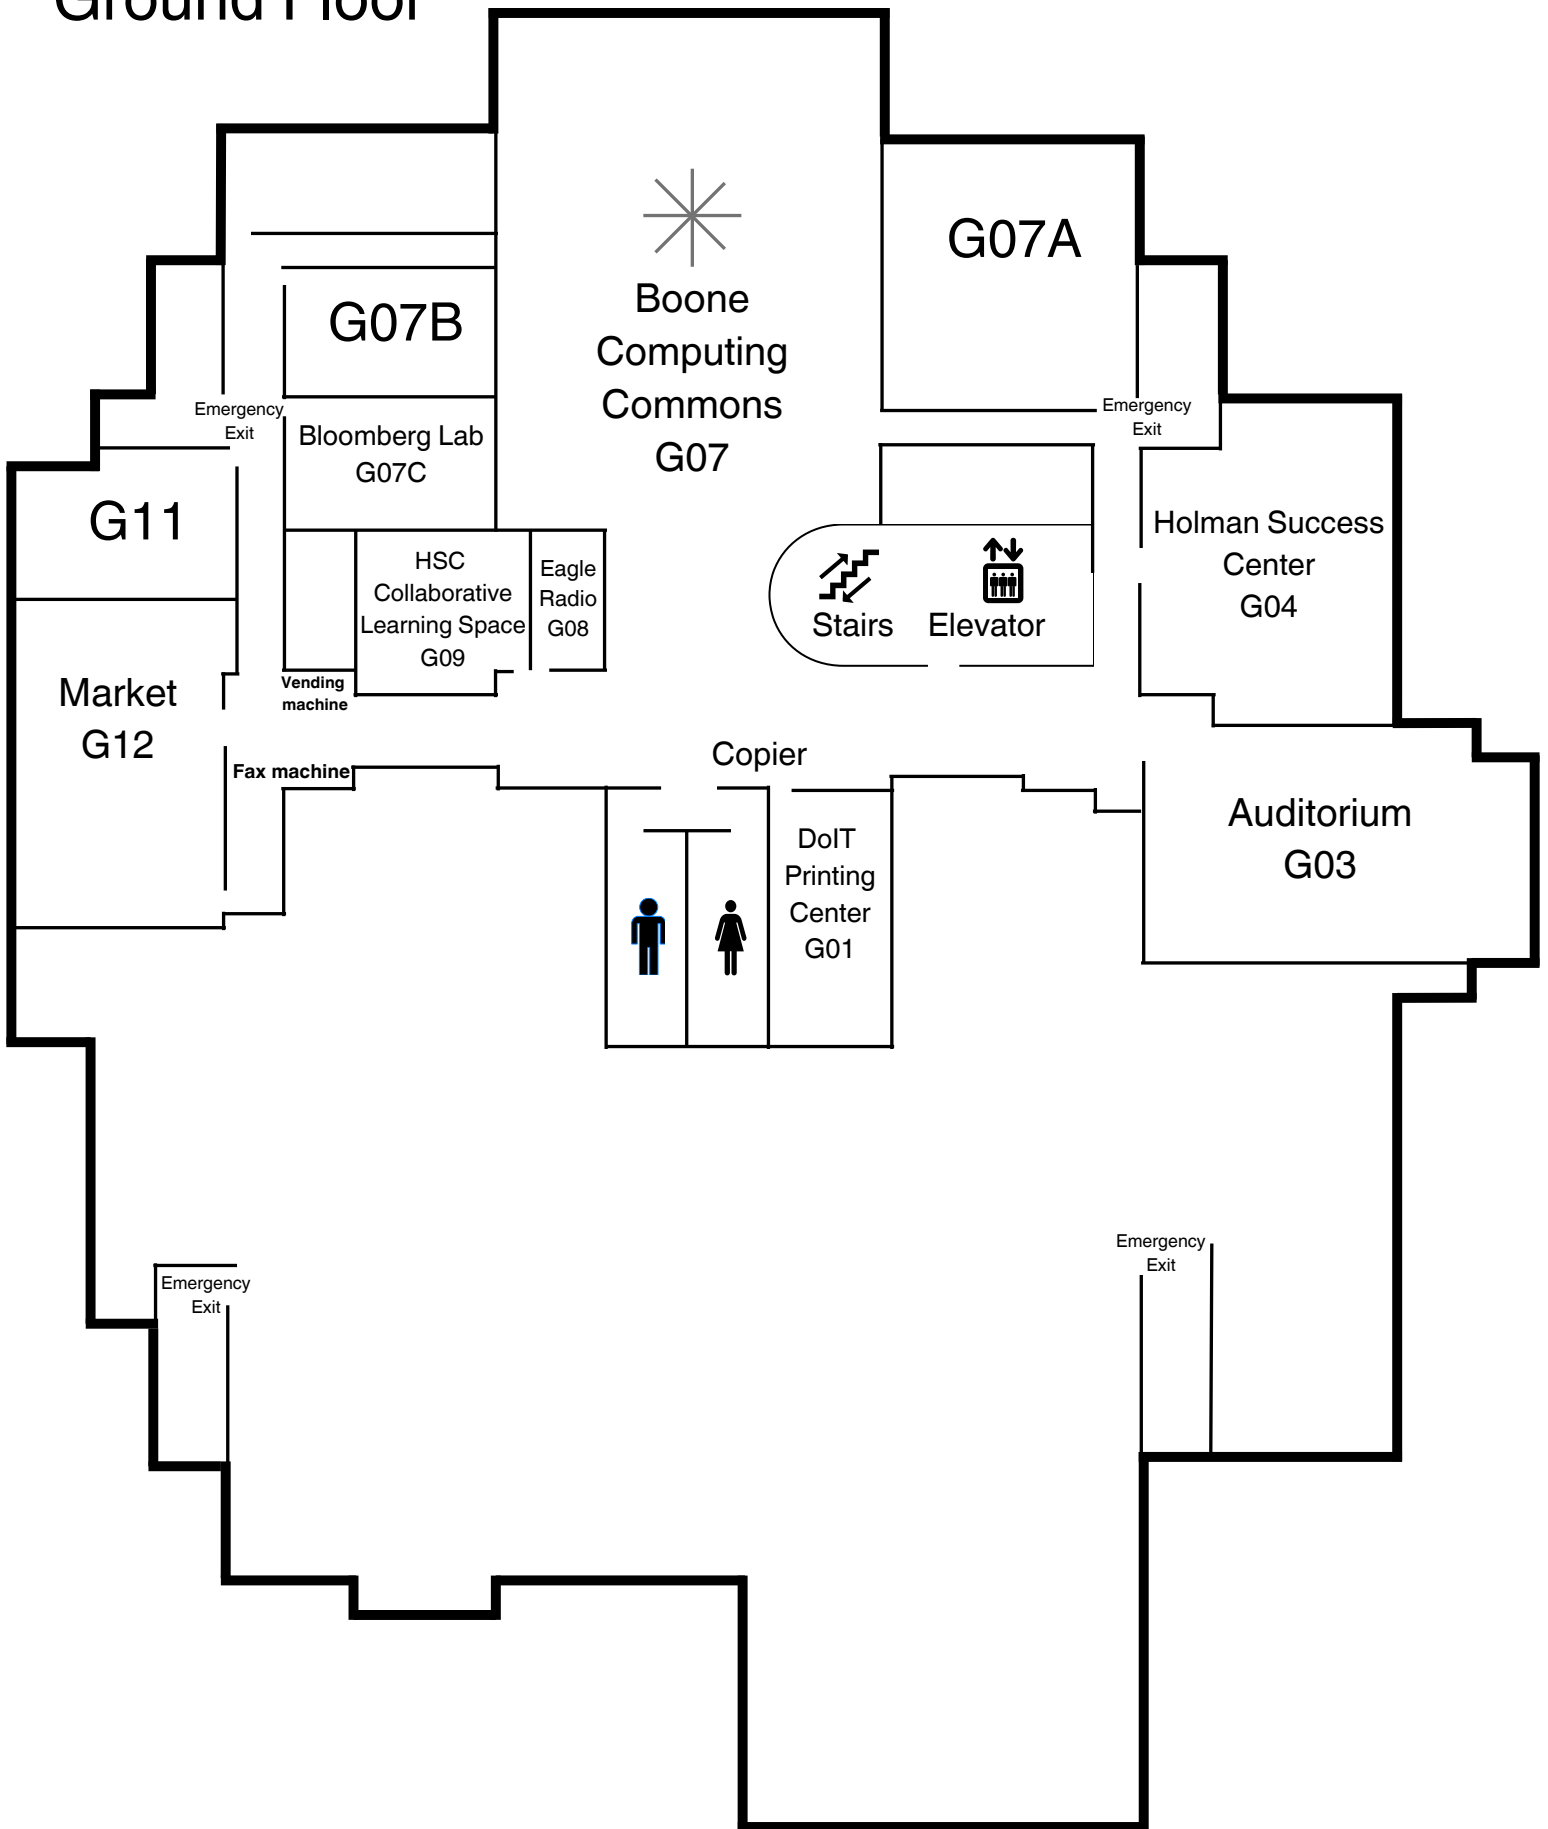 Ground Floor
G07A
Boone
Computing
Commons
G07
G07B
Emergency
Exit
Emergency
Exit
Bloomberg Lab
G07C
G11
Holman Success
Center
G04
HSC
Collaborative
Learning Space
G09
Eagle
Radio
G08
Stairs
Elevator
Market
G12
Vending
machine
Fax machine
Copier
Auditorium
G03
DoIT
Printing
Center
G01
Emergency
Exit
Emergency
Exit